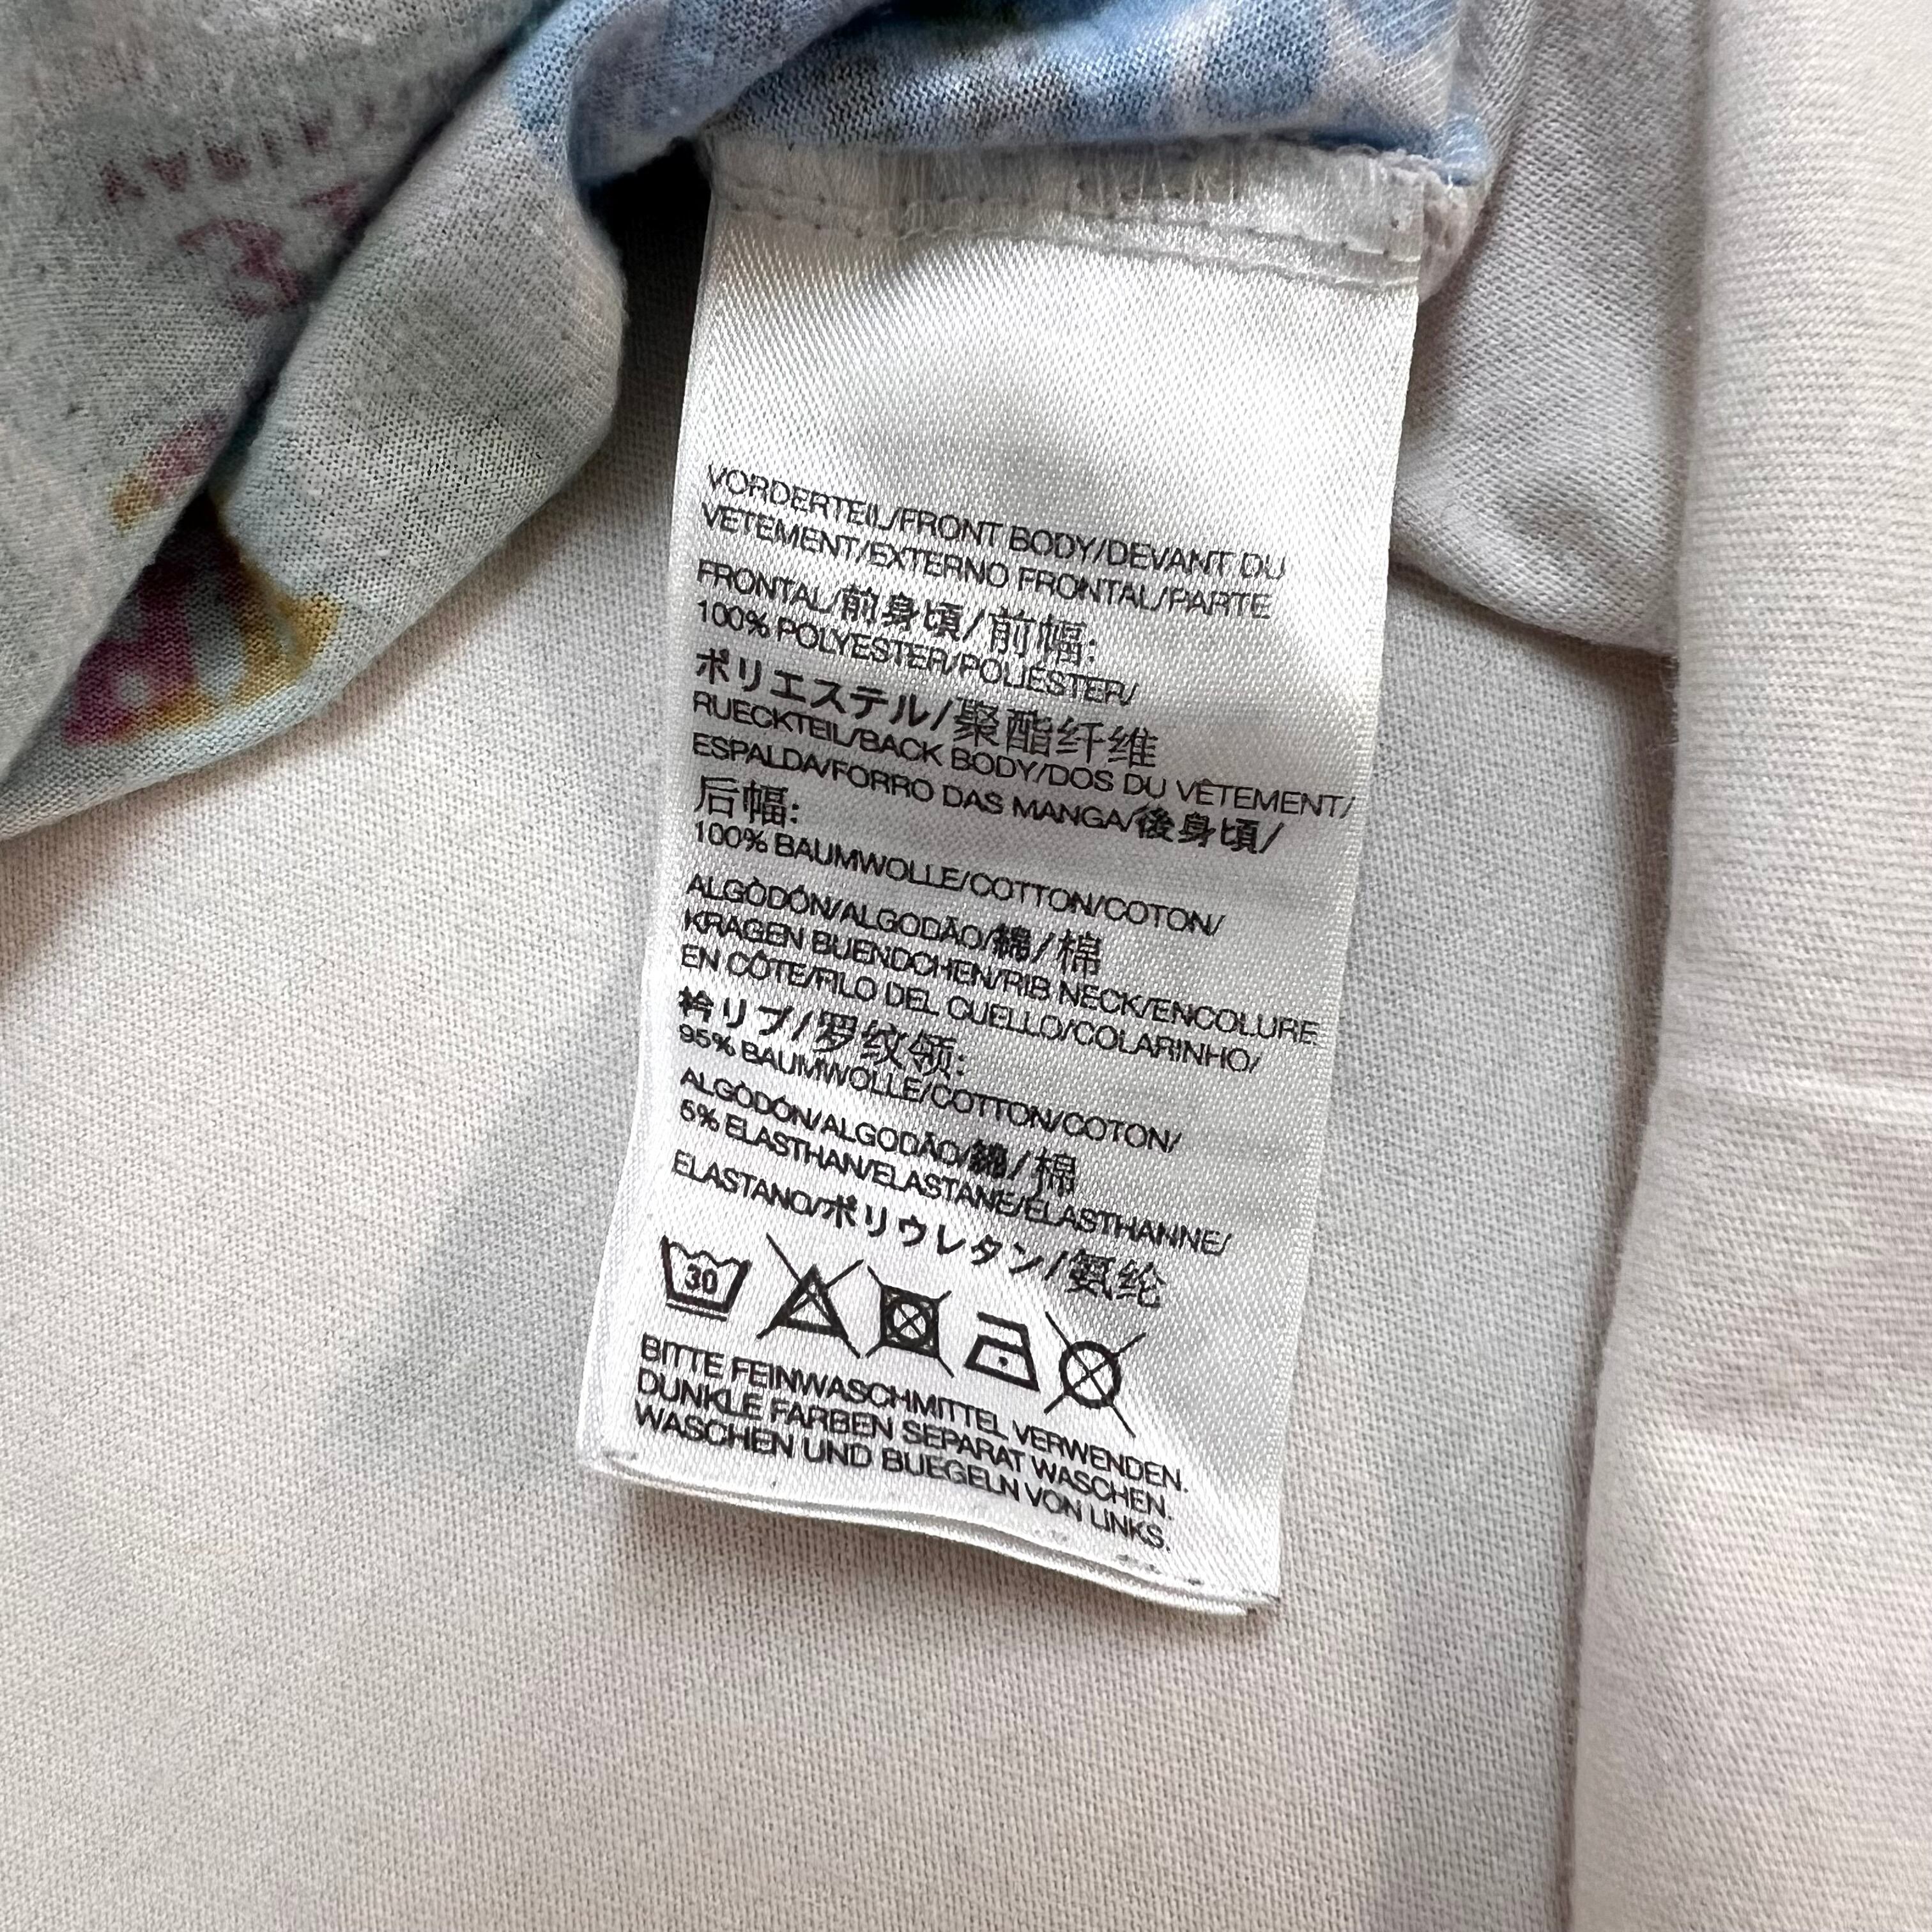 VORDERTEIL/FRONT BODY/DEVANT DU
VETEMENT/EXTERNO FRONTAL/PARTE
FRONTAL/前身頃/前幅:
100% POLYESTER/POLIESTER/
ポリエステル/聚酯纤维
RUECKTEIL/BACK BODY/DOS DU VÊTEMENT/
ESPALDA/FORRO DAS MANGA/後身頃/
后幅:
100% BAUMWOLLE/COTTON/COTON/
ALGODÓN/ALGODÃO/綿/棉
KRAGEN BUENDCHEN/RIB NECK/ENCOLURE
EN CÔTE/FILO DEL CUELLO/COLARINHO/
衿リブ/罗纹领:
95% BAUMWOLLE/COTTON/COTON/
ALGODÓN/ALGODÃO/綿/棉
5% ELASTHAN/ELASTANE/ELASTHANNE/
ELASTANO/ポリウレタン/氨纶
30
BITTE FEINWASCHMITTEL VERWENDEN.
DUNKLE FARBEN SEPARAT WASCHEN.
WASCHEN UND BUEGELN VON LINKS.